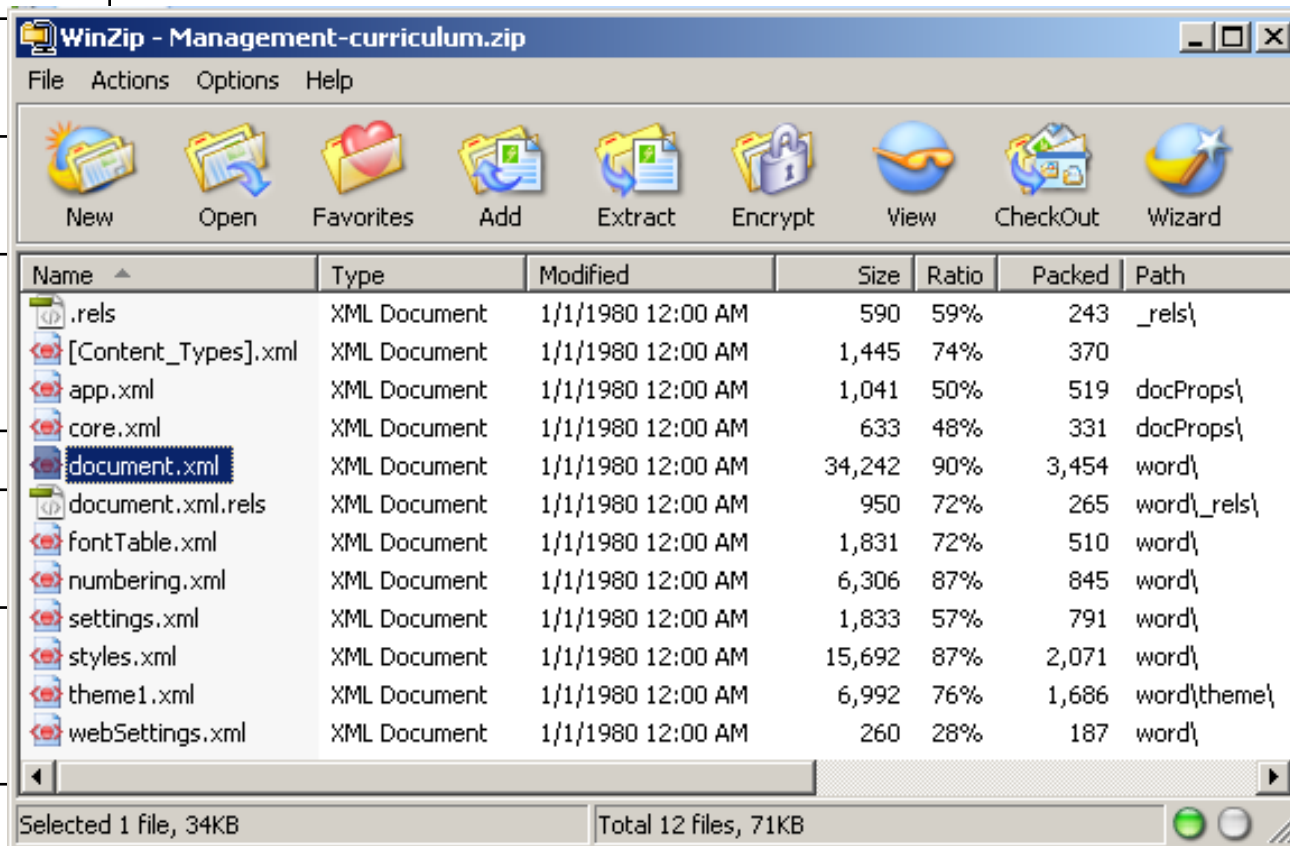 WinZip - Management-curriculum.zip
File Actions Options Help
New Open Favorites Add Extract Encrypt View CheckOut Wizard
Name Type Modified Size Ratio Packed Path
.rels XML Document 1/1/1980 12:00 AM 590 59% 243 _rels\
[Content_Types].xml XML Document 1/1/1980 12:00 AM 1,445 74% 370
app.xml XML Document 1/1/1980 12:00 AM 1,041 50% 519 docProps\
core.xml XML Document 1/1/1980 12:00 AM 633 48% 331 docProps\
document.xml XML Document 1/1/1980 12:00 AM 34,242 90% 3,454 word\
document.xml.rels XML Document 1/1/1980 12:00 AM 950 72% 265 word\_rels\
fontTable.xml XML Document 1/1/1980 12:00 AM 1,831 72% 510 word\
numbering.xml XML Document 1/1/1980 12:00 AM 6,306 87% 845 word\
settings.xml XML Document 1/1/1980 12:00 AM 1,833 57% 791 word\
styles.xml XML Document 1/1/1980 12:00 AM 15,692 87% 2,071 word\
theme1.xml XML Document 1/1/1980 12:00 AM 6,992 76% 1,686 word\theme\
webSettings.xml XML Document 1/1/1980 12:00 AM 260 28% 187 word\
Selected 1 file, 34KB Total 12 files, 71KB